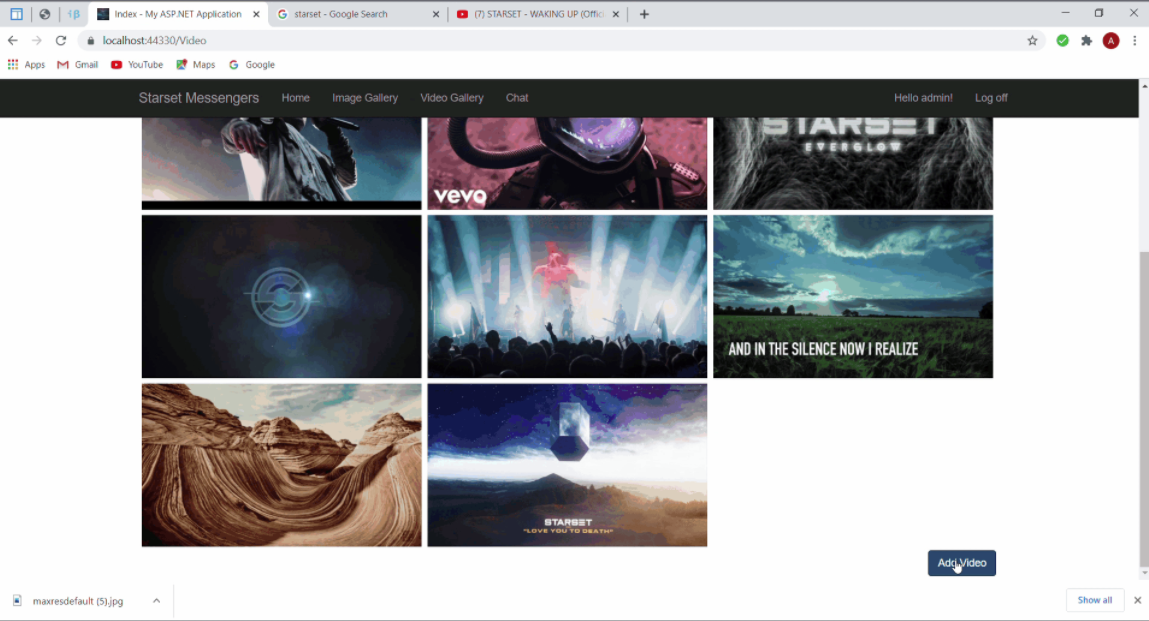 Index - My ASP.NET Application
starset - Google Search
(7) STARSET - WAKING UP (Offic
localhost:44330/Video
A
Apps
Gmail
YouTube
Maps
Google
Starset Messengers
Home
Image Gallery
Video Gallery
Chat
Hello admin!
Log off
vevo
STARSET
EVERGLOW
AND IN THE SILENCE NOW I REALIZE
STARSET
"LOVE YOU TO DEATH"
Add Video
maxresdefault (5).jpg
Show all